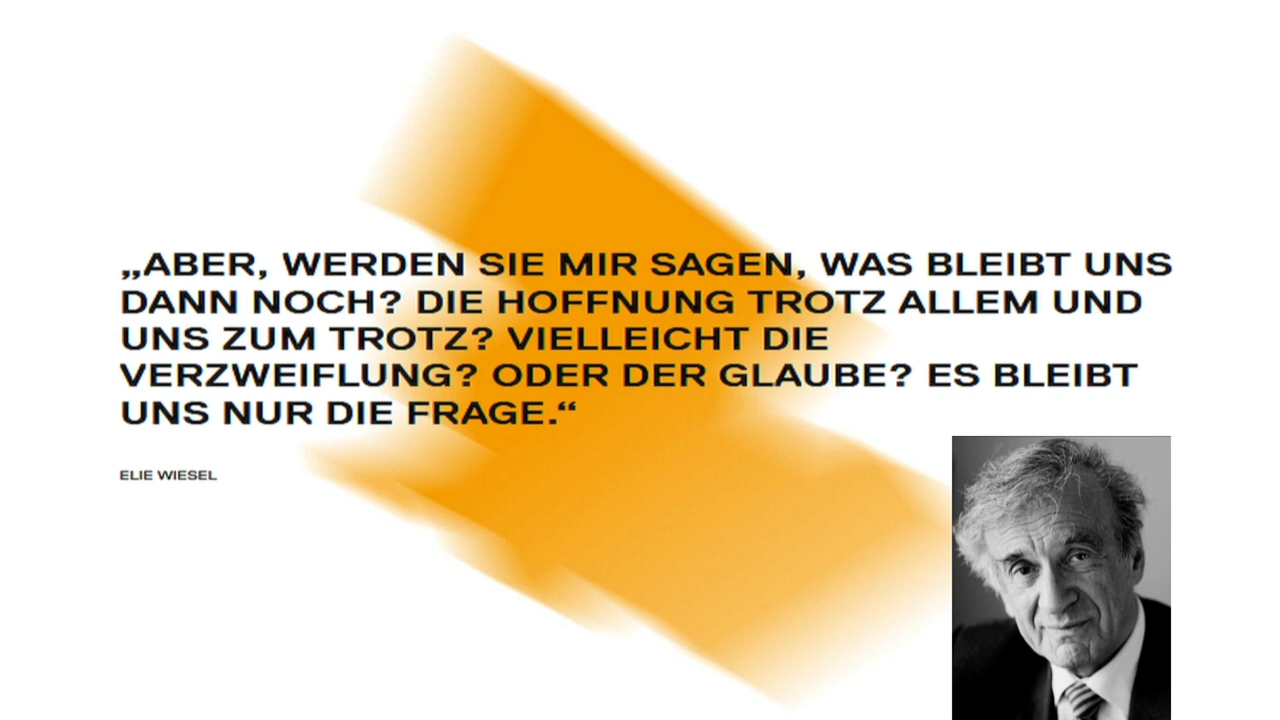 „ABER, WERDEN SIE MIR SAGEN, WAS BLEIBT UNS
DANN NOCH? DIE HOFFNUNG TROTZ ALLEM UND
UNS ZUM TROTZ? VIELLEICHT DIE
VERZWEIFLUNG? ODER DER GLAUBE? ES BLEIBT
UNS NUR DIE FRAGE.“
ELIE WIESEL